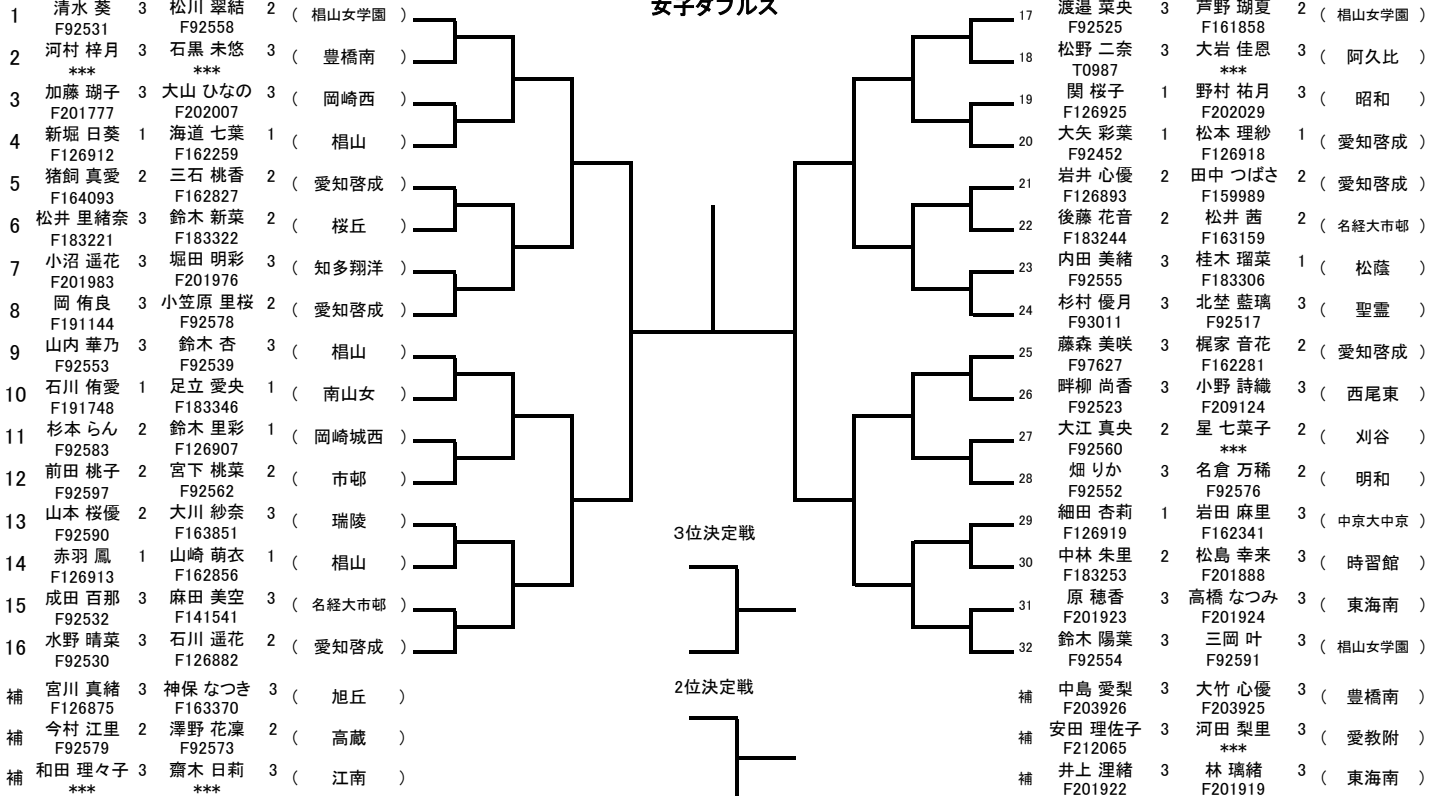 女子ダブルス
1 清水 葵 3 松川 翠結 2 ( 椙山女学園 )
F92531 F92558
2 河村 梓月 3 石黒 未悠 3 ( 豊橋南 )
*** ***
3 加藤 瑚子 3 大山 ひなの 3 ( 岡崎西 )
F201777 F202007
4 新堀 日葵 1 海道 七葉 1 ( 椙山 )
F126912 F162259
5 猪飼 真愛 2 三石 桃香 2 ( 愛知啓成 )
F164093 F162827
6 松井 里緒奈 3 鈴木 新菜 2 ( 桜丘 )
F183221 F183322
7 小沼 遥花 3 堀田 明彩 3 ( 知多翔洋 )
F201983 F201976
8 岡 侑良 3 小笠原 里桜 2 ( 愛知啓成 )
F191144 F92578
9 山内 華乃 3 鈴木 杏 3 ( 椙山 )
F92553 F92539
10 石川 侑愛 1 足立 愛央 1 ( 南山女 )
F191748 F183346
11 杉本 らん 2 鈴木 里彩 1 ( 岡崎城西 )
F92583 F126907
12 前田 桃子 2 宮下 桃菜 2 ( 市邨 )
F92597 F92562
13 山本 桜優 2 大川 紗奈 3 ( 瑞陵 )
F92590 F163851
14 赤羽 鳳 1 山崎 萌衣 1 ( 椙山 )
F126913 F162856
15 成田 百那 3 麻田 美空 3 ( 名経大市邨 )
F92532 F141541
16 水野 晴菜 3 石川 遥花 2 ( 愛知啓成 )
F92530 F126882
補 宮川 真緒 3 神保 なつき 3 ( 旭丘 )
F126875 F163370
補 今村 江里 2 澤野 花凜 2 ( 高蔵 )
F92579 F92573
補 和田 理々子 3 齋木 日莉 3 ( 江南 )
*** ***
3位決定戦
2位決定戦
17 渡邉 菜央 3 芦野 瑚夏 2 ( 椙山女学園 )
F92525 F161858
18 松野 二奈 3 大岩 佳恩 3 ( 阿久比 )
T0987 ***
19 関 桜子 1 野村 祐月 3 ( 昭和 )
F126925 F202029
20 大矢 彩葉 1 松本 理紗 1 ( 愛知啓成 )
F92452 F126918
21 岩井 心優 2 田中 つばさ 2 ( 愛知啓成 )
F126893 F159989
22 後藤 花音 2 松井 茜 2 ( 名経大市邨 )
F183244 F163159
23 内田 美緒 3 桂木 瑠菜 1 ( 松蔭 )
F92555 F183306
24 杉村 優月 3 北埜 藍璃 3 ( 聖霊 )
F93011 F92517
25 藤森 美咲 3 梶家 音花 2 ( 愛知啓成 )
F97627 F162281
26 畔柳 尚香 3 小野 詩織 3 ( 西尾東 )
F92523 F209124
27 大江 真央 2 星 七菜子 2 ( 刈谷 )
F92560 ***
28 畑 りか 3 名倉 万稀 2 ( 明和 )
F92552 F92576
29 細田 杏莉 1 岩田 麻里 3 ( 中京大中京 )
F126919 F162341
30 中林 朱里 2 松島 幸来 3 ( 時習館 )
F183253 F201888
31 原 穂香 3 高橋 なつみ 3 ( 東海南 )
F201923 F201924
32 鈴木 陽葉 3 三岡 叶 3 ( 椙山女学園 )
F92554 F92591
補 中島 愛梨 3 大竹 心優 3 ( 豊橋南 )
F203926 F203925
補 安田 理佐子 3 河田 梨里 3 ( 愛教附 )
F212065 ***
補 井上 浬緒 3 林 璃緒 3 ( 東海南 )
F201922 F201919